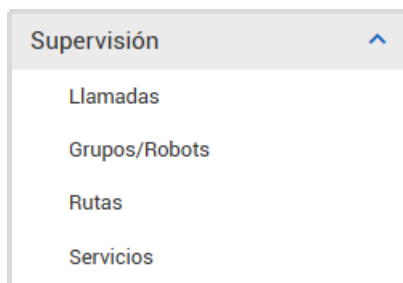 Supervisión
Llamadas
Grupos/Robots
Rutas
Servicios